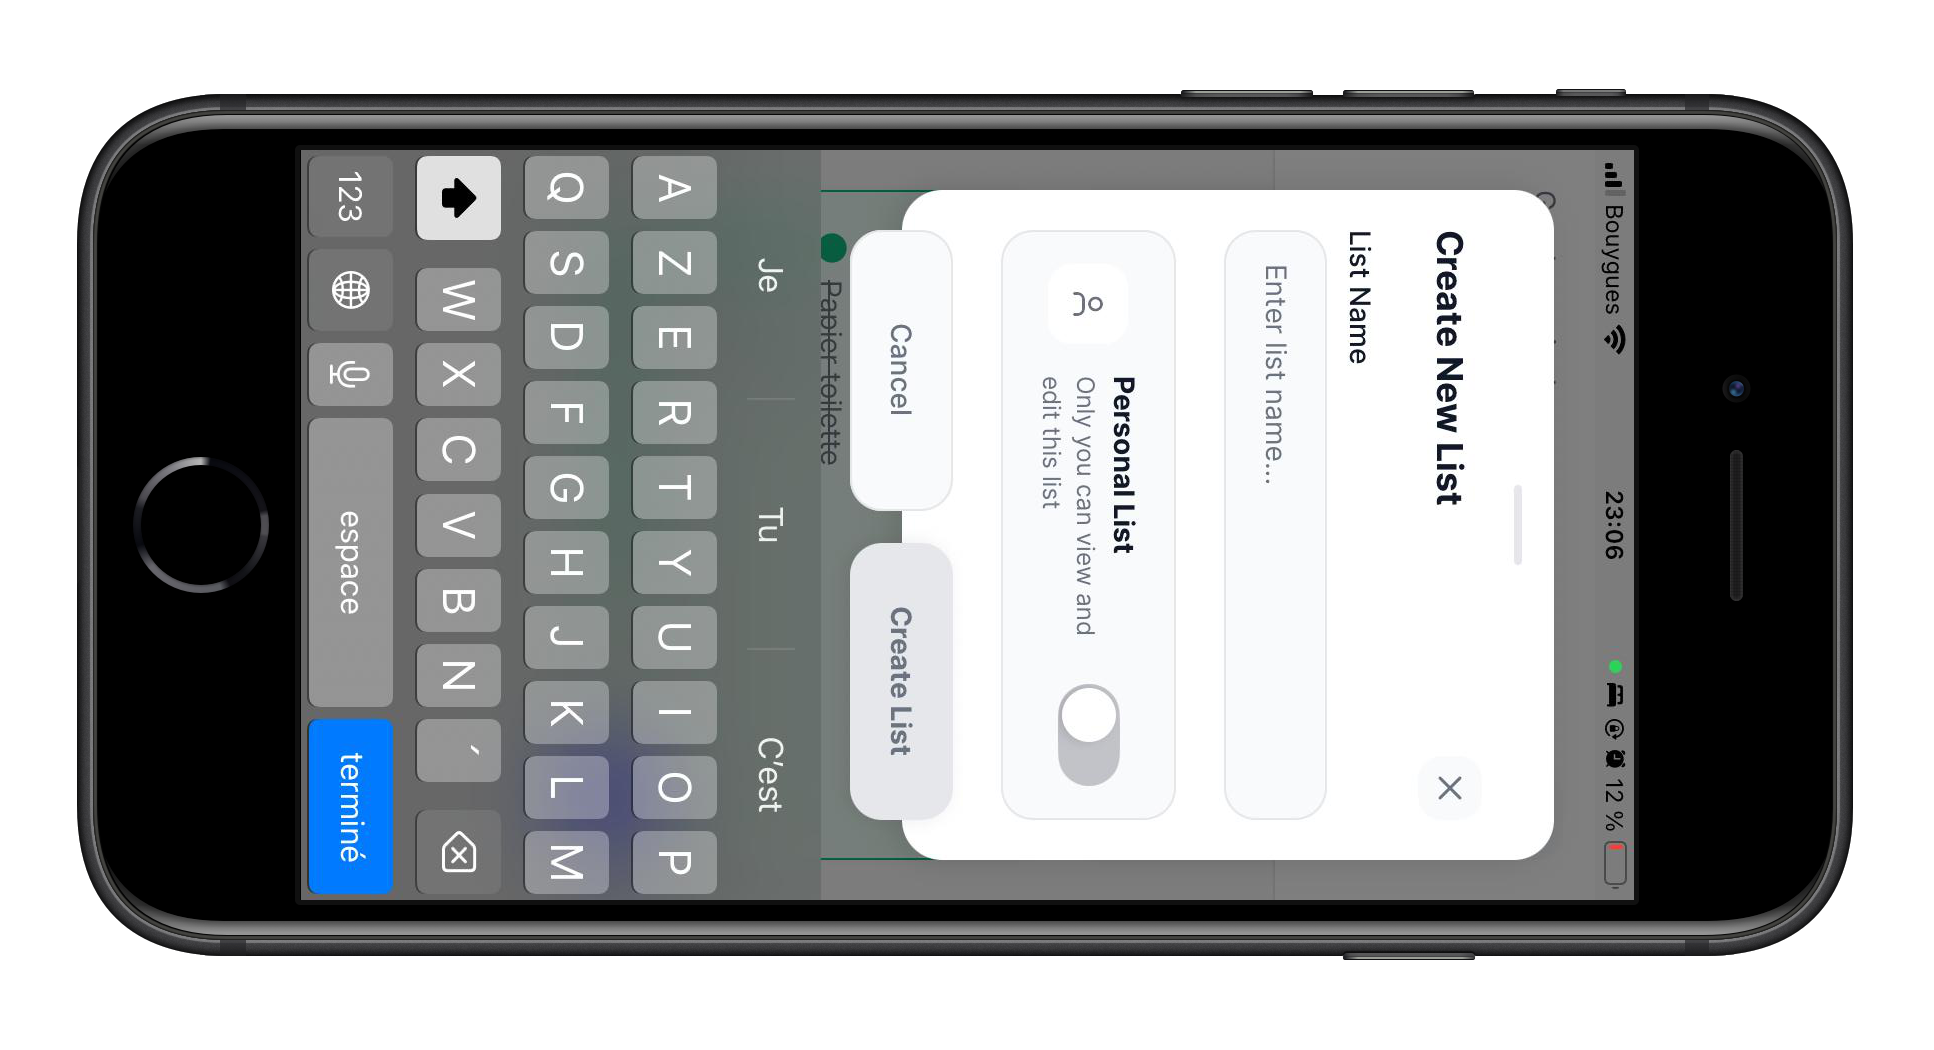 Bouygues 23:06 12 %
Create New List
List Name
Enter list name...
Personal List
Only you can view and
edit this list
Cancel Create List
Papier toilette
Je Tu C'est
A Z E R T Y U I O P
Q S D F G H J K L M
W X C V B N ´
123 espace terminé